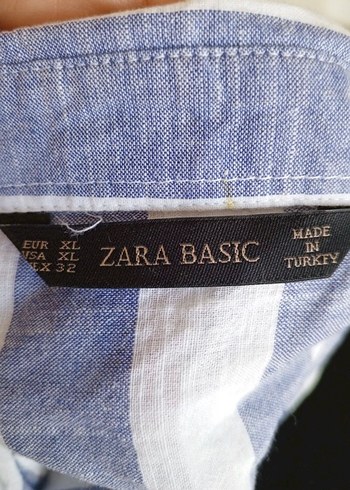 EUR XL
USA XL
MEX 32
ZARA BASIC
MADE
IN
TURKEY